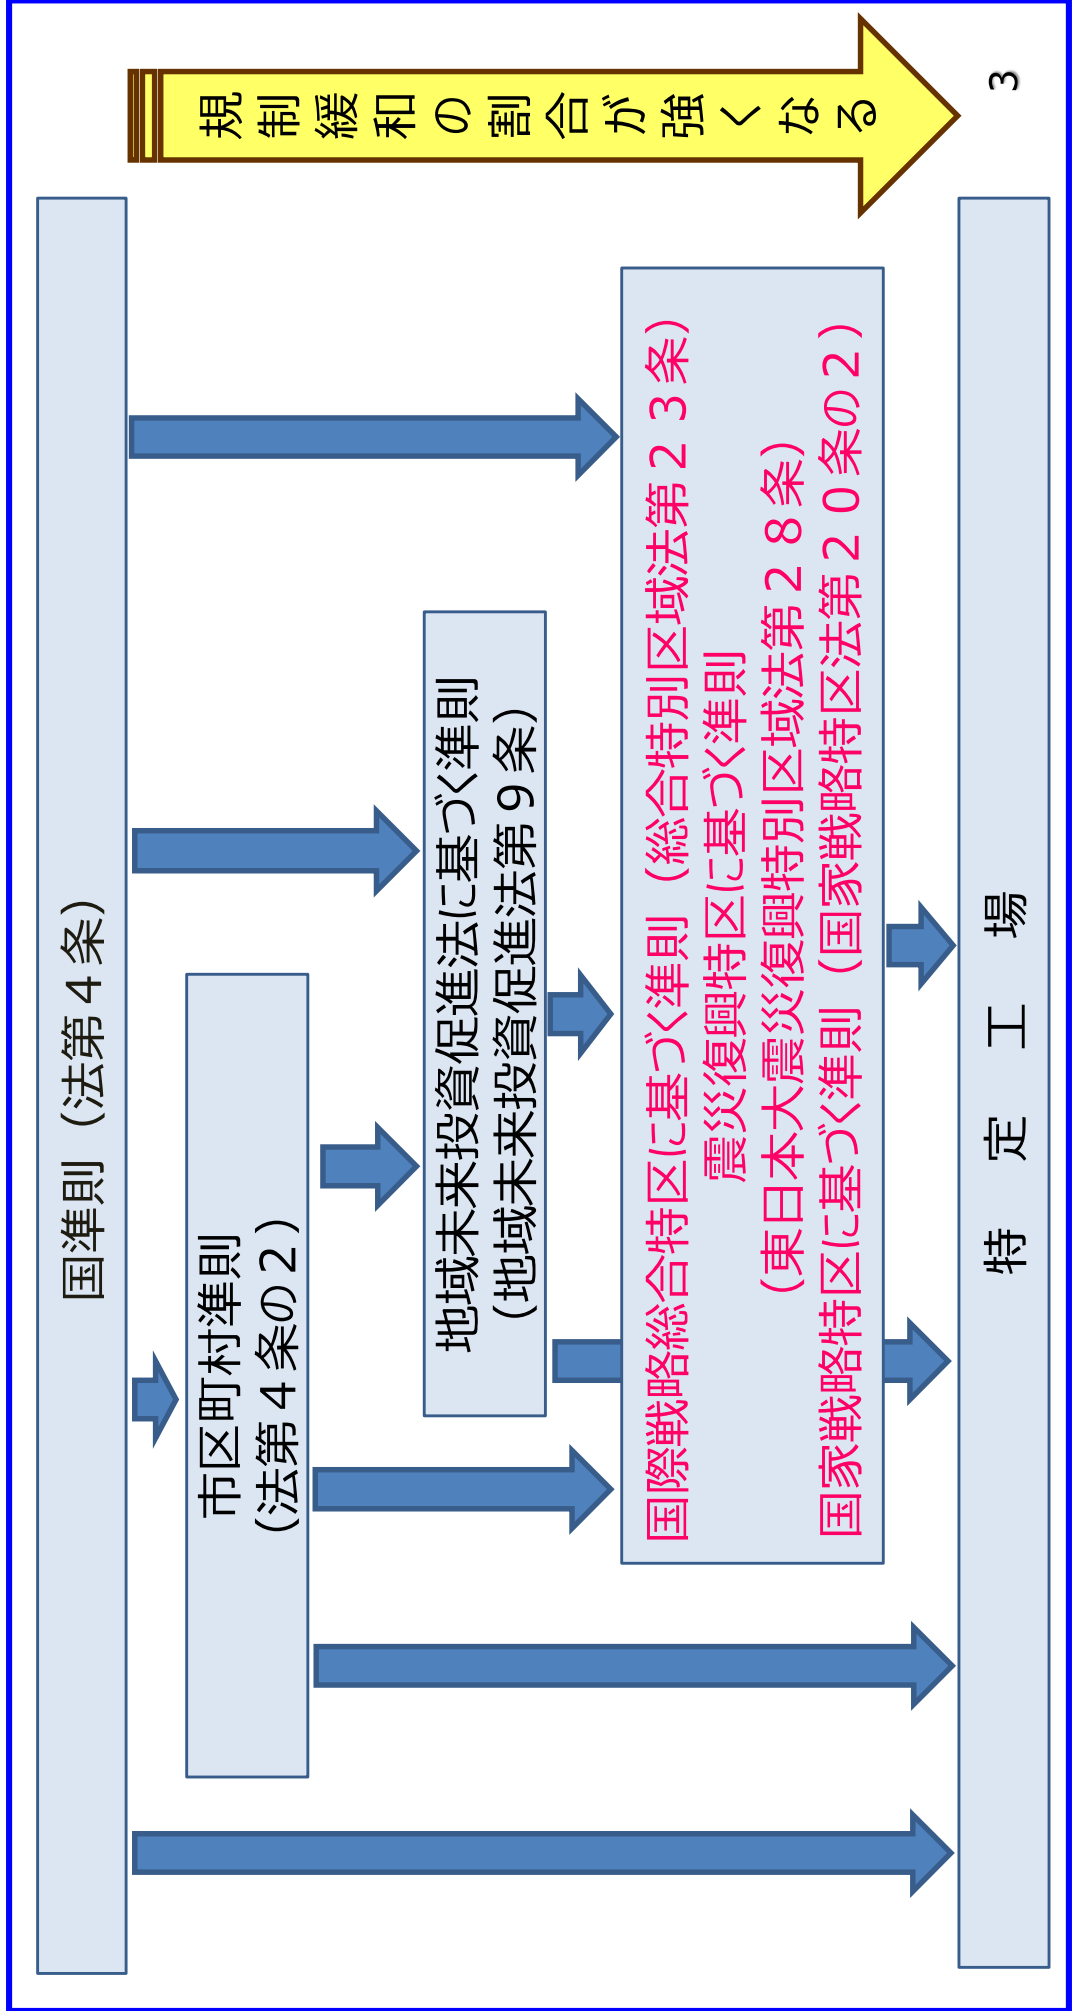 国準則（法第４条）
市区町村準則
（法第４条の２）
地域未来投資促進法に基づく準則
（地域未来投資促進法第９条）
国際戦略総合特区に基づく準則（総合特別区域法第２３条）
震災復興特区に基づく準則
（東日本大震災復興特別区域法第２８条）
国家戦略特区に基づく準則（国家戦略特区法第２０条の２）
特定工場
規制緩和の割合が強くなる
3